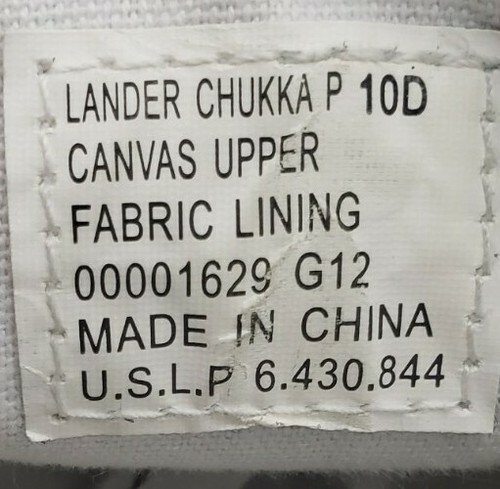 LANDER CHUKKA P 10D
CANVAS UPPER
FABRIC LINING
00001629 G12
MADE IN CHINA
U.S.L.P 6.430.844